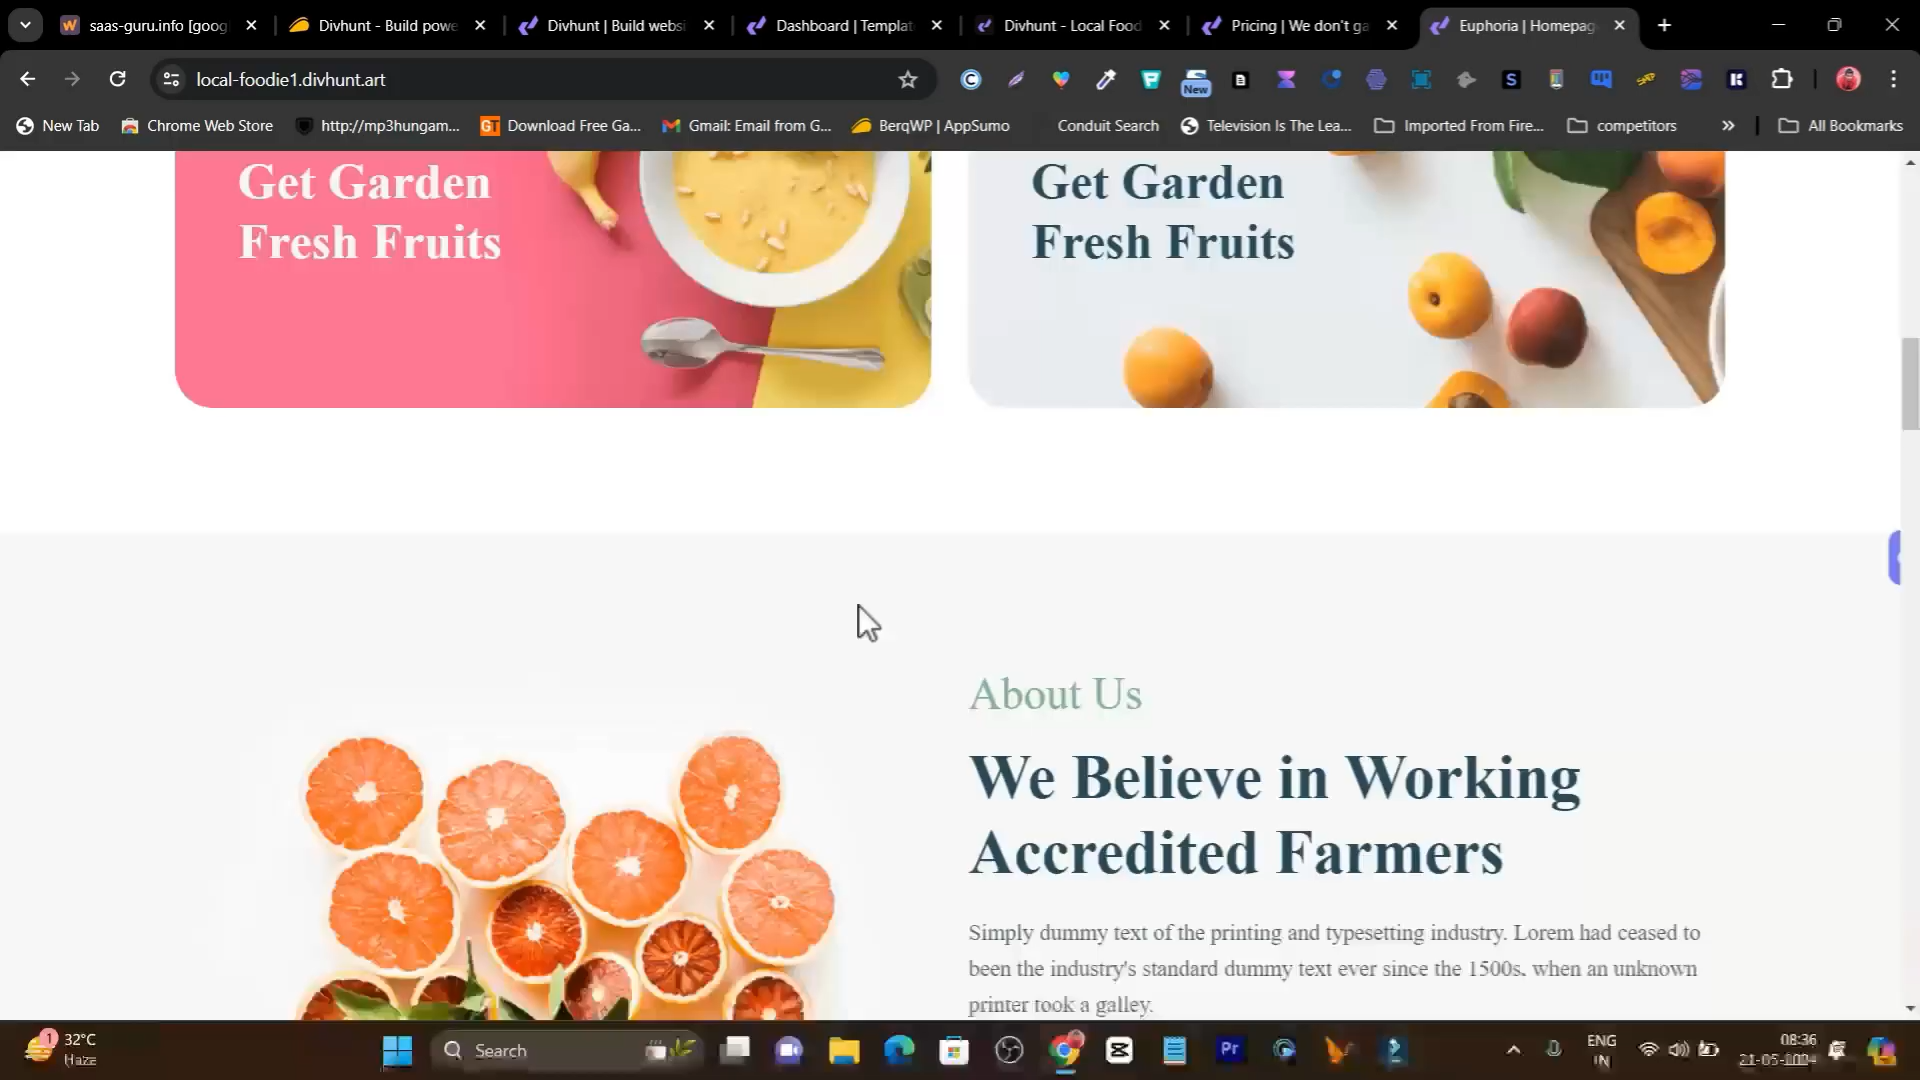 saas-guru.info [goog
Divhunt - Build powe
Divhunt | Build websi
Dashboard | Templat
Divhunt - Local Food
Pricing | We don't ga
Euphoria | Homepag
local-foodie1.divhunt.art
New
New Tab
Chrome Web Store
http://mp3hungam...
GT
Download Free Ga...
Gmail: Email from G...
BerqWP | AppSumo
Conduit Search
Television Is The Lea...
Imported From Fire...
competitors
All Bookmarks
Get Garden
Fresh Fruits
Get Garden
Fresh Fruits
About Us
We Believe in Working
Accredited Farmers
Simply dummy text of the printing and typesetting industry. Lorem had ceased to
been the industry's standard dummy text ever since the 1500s, when an unknown
printer took a galley.
1
32°C
Haze
Search
Pr
ENG
IN
08:36